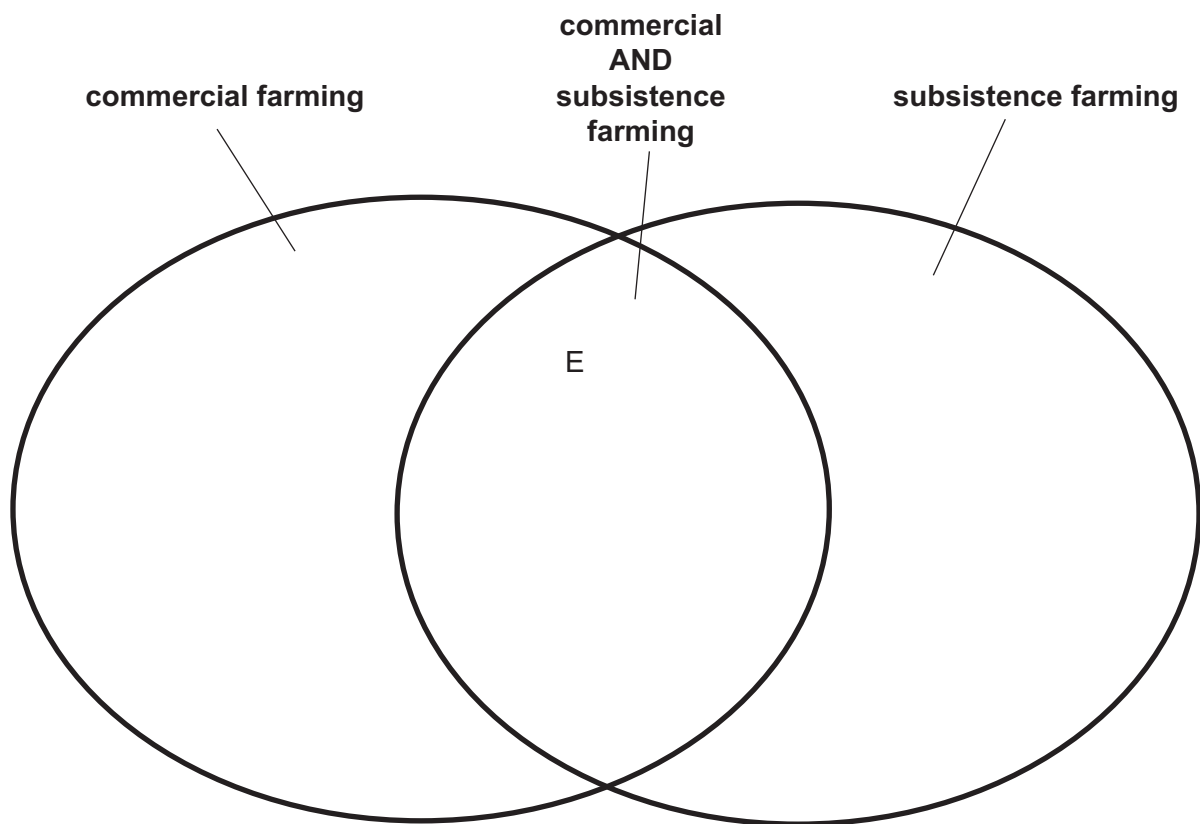 commercial farming
commercial
AND
subsistence
farming
subsistence farming
E